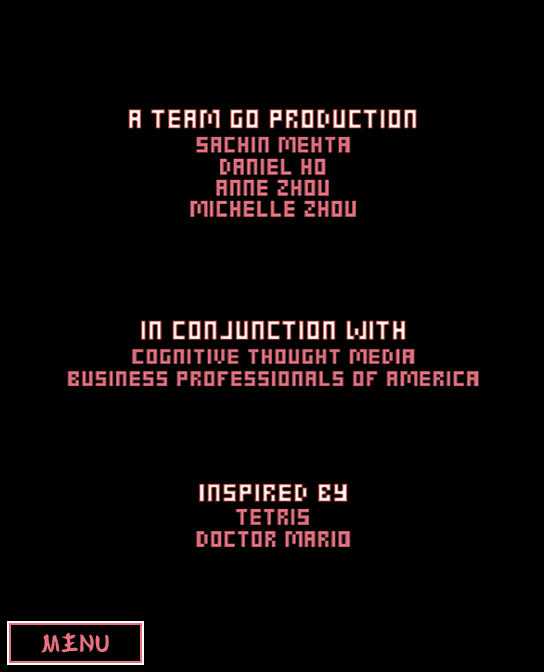 A TEAM GO PRODUCTION
SACHIN MEHTA
DANIEL HO
ANNE ZHOU
MICHELLE ZHOU
IN CONJUNCTION WITH
COGNITIVE THOUGHT MEDIA
BUSINESS PROFESSIONALS OF AMERICA
INSPIRED BY
TETRIS
DOCTOR MARIO
MENU